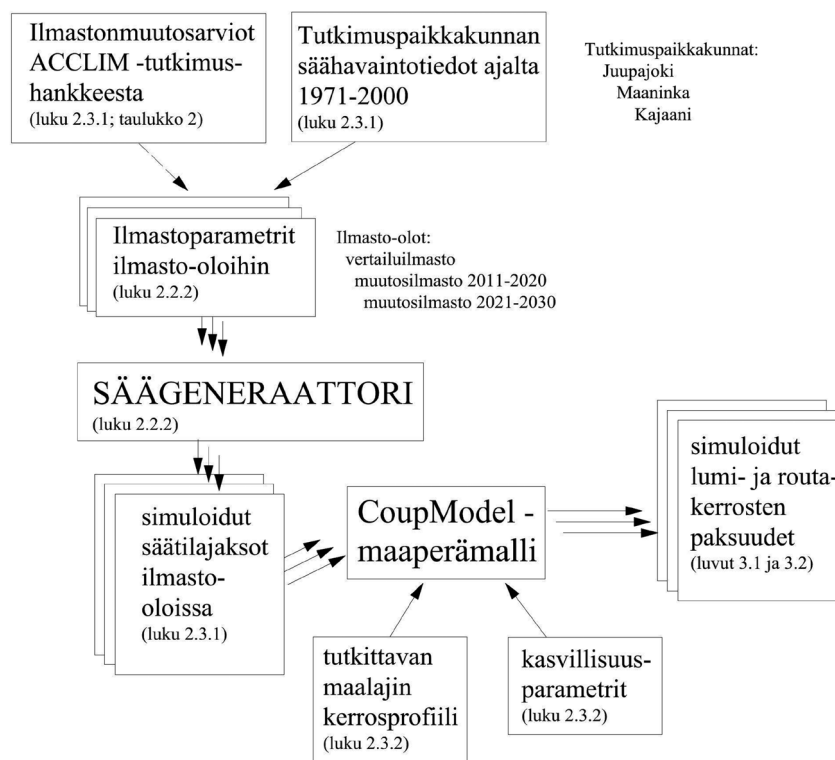 Ilmastonmuutosarviot
ACCLIM -tutkimus-
hankkeesta
(luku 2.3.1; taulukko 2)
Tutkimuspaikkakunnan
säähavaintotiedot ajalta
1971-2000
(luku 2.3.1)
Tutkimuspaikkakunnat:
Juupajoki
Maaninka
Kajaani
Ilmastoparametrit
ilmasto-oloihin
(luku 2.2.2)
Ilmasto-olot:
vertailuilmasto
muutosilmasto 2011-2020
muutosilmasto 2021-2030
SÄÄGENERAATTORI
(luku 2.2.2)
simuloidut
säätilajaksot
ilmasto-
oloissa
(luku 2.3.1)
CoupModel -
maaperämalli
simuloidut
lumi- ja routa-
kerrosten
paksuudet
(luvut 3.1 ja 3.2)
tutkittavan
maalajin
kerrosprofiili
(luku 2.3.2)
kasvillisuus-
parametrit
(luku 2.3.2)